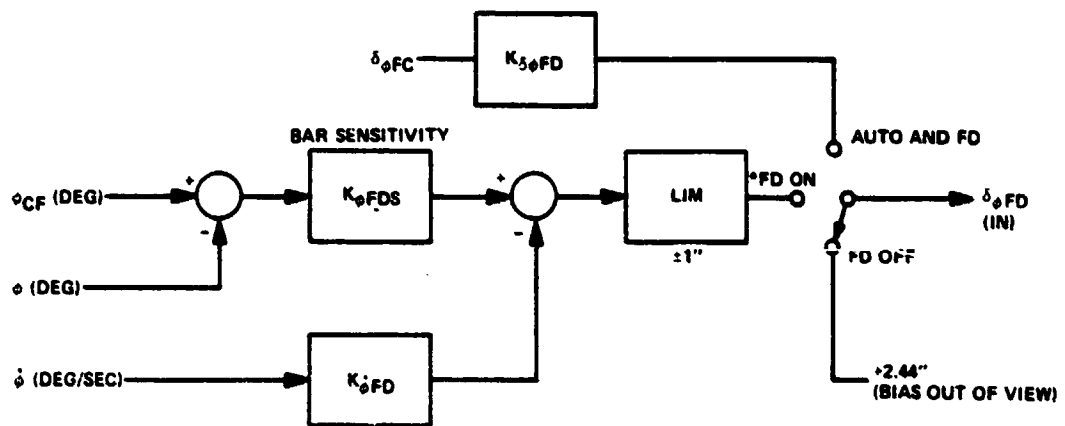 δφFC
KδφFD
AUTO AND FD
BAR SENSITIVITY
φCF (DEG)
+
-
KφFDS
+
-
LIM
±1"
*FD ON
δφFD
(IN)
FD OFF
φ (DEG)
φ̇ (DEG/SEC)
Kφ̇FD
+2.44"
(BIAS OUT OF VIEW)